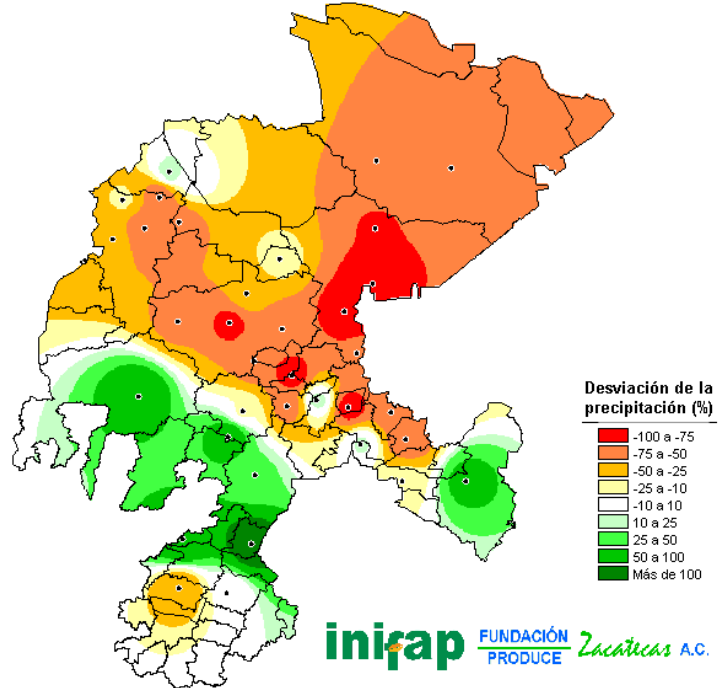 Desviación de la
precipitación (%)
-100 a -75
-75 a -50
-50 a -25
-25 a -10
-10 a 10
10 a 25
25 a 50
50 a 100
Más de 100
inifap
FUNDACIÓN
PRODUCE
Zacatecas A.C.